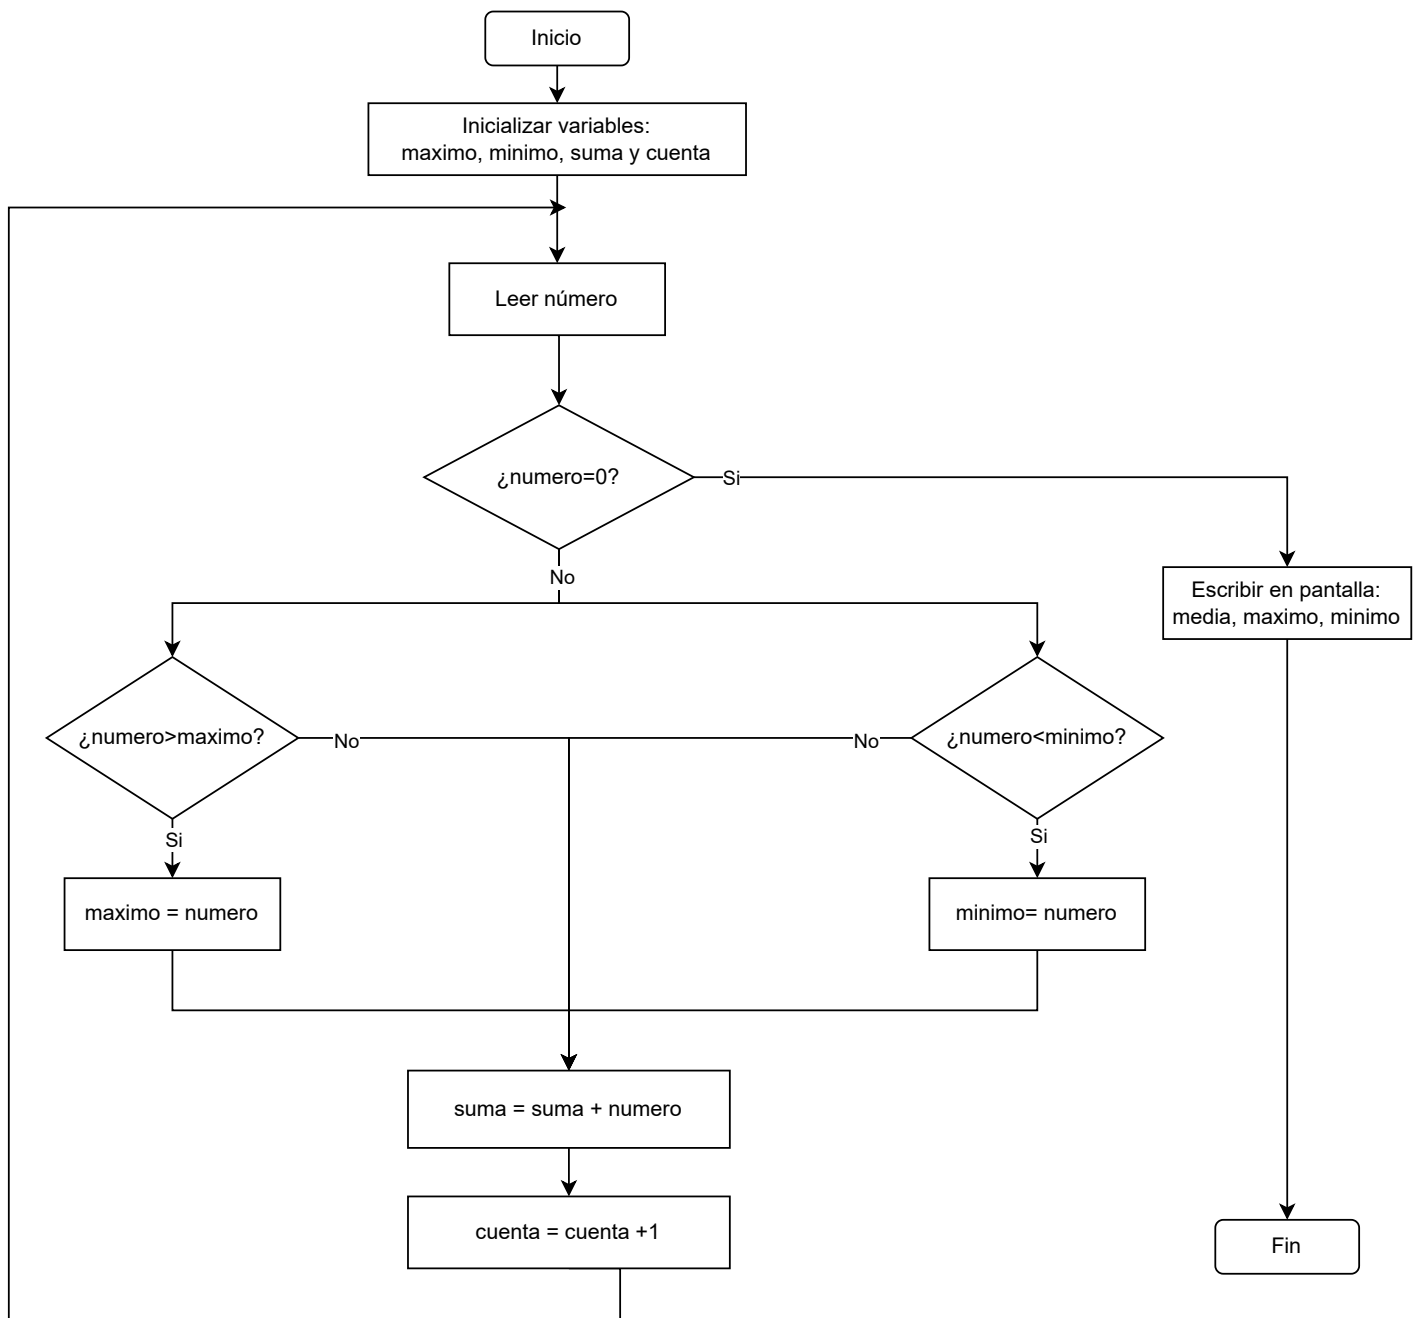 Inicio
Inicializar variables:
maximo, minimo, suma y cuenta
Leer número
¿numero=0?
Si
No
Escribir en pantalla:
media, maximo, minimo
¿numero>maximo?
No
No
¿numero<minimo?
Si
Si
maximo = numero
minimo= numero
suma = suma + numero
cuenta = cuenta +1
Fin